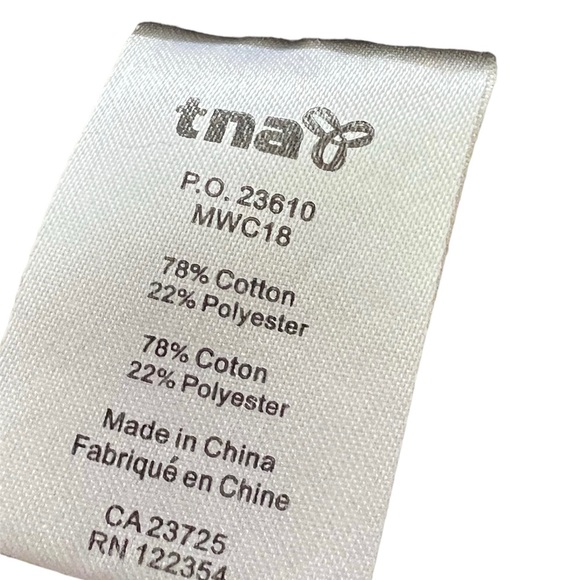 tna
P.O. 23610
MWC18
78% Cotton
22% Polyester
78% Coton
22% Polyester
Made in China
Fabriqué en Chine
CA 23725
RN 122354